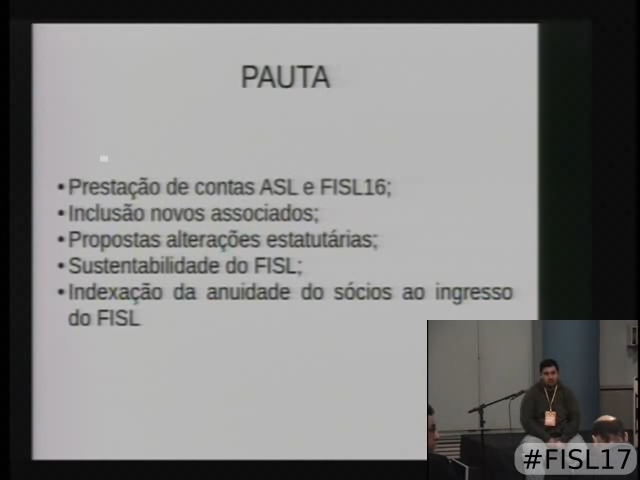 PAUTA
• Prestação de contas ASL e FISL16;
• Inclusão novos associados;
• Propostas alterações estatutárias;
• Sustentabilidade do FISL;
• Indexação da anuidade do sócios ao ingresso
do FISL
#FISL17